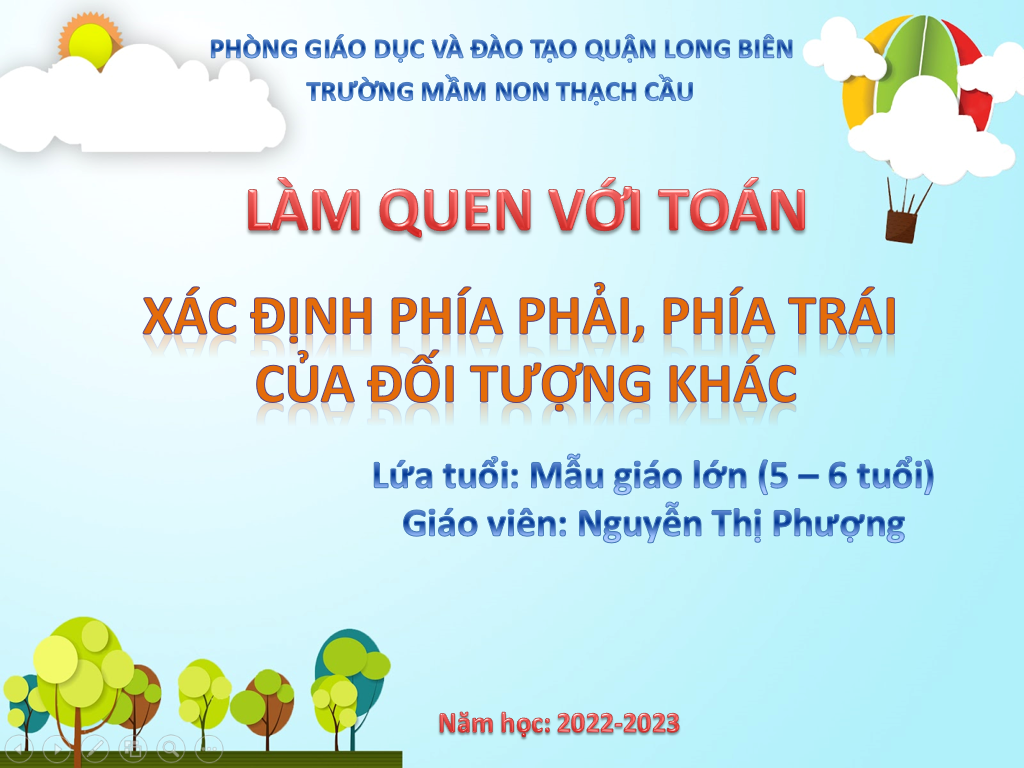 PHÒNG GIÁO DỤC VÀ ĐÀO TẠO QUẬN LONG BIÊN
TRƯỜNG MẦM NON THẠCH CẦU
LÀM QUEN VỚI TOÁN
XÁC ĐỊNH PHÍA PHẢI, PHÍA TRÁI
CỦA ĐỐI TƯỢNG KHÁC
Lứa tuổi: Mẫu giáo lớn (5 – 6 tuổi)
Giáo viên: Nguyễn Thị Phượng
Năm học: 2022-2023